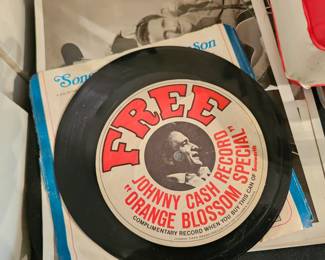 Son
son
FREE
JOHNNY CASH RECORD
"ORANGE BLOSSOM SPECIAL"
COMPLIMENTARY RECORD WHEN YOU BUY THIS CAN OF